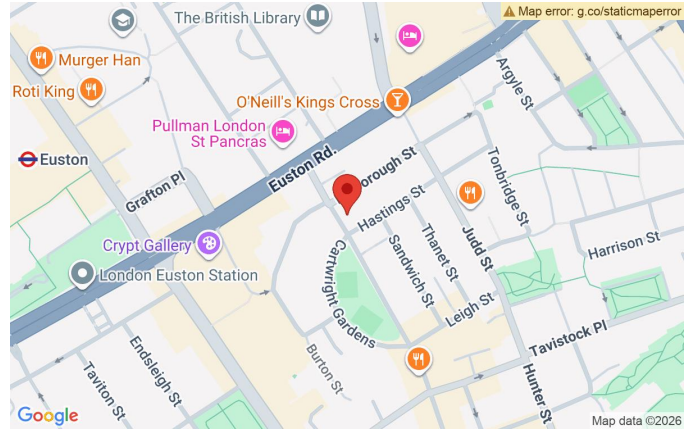 Map error: g.co/staticmaperror
The British Library
Murger Han
Roti King
O'Neill's Kings Cross
Argyle St
Pullman London
St Pancras
Euston Rd.
orough St
Tonbridge St
Euston
Grafton Pl
Hastings St
Crypt Gallery
Cartwright Gardens
Sandwich St
Thanet St
Judd St
Harrison St
London Euston Station
Leigh St
Tavistock Pl
Burton St
Endsleigh St
Taviton St
Hunter St
Google
Map data ©2026